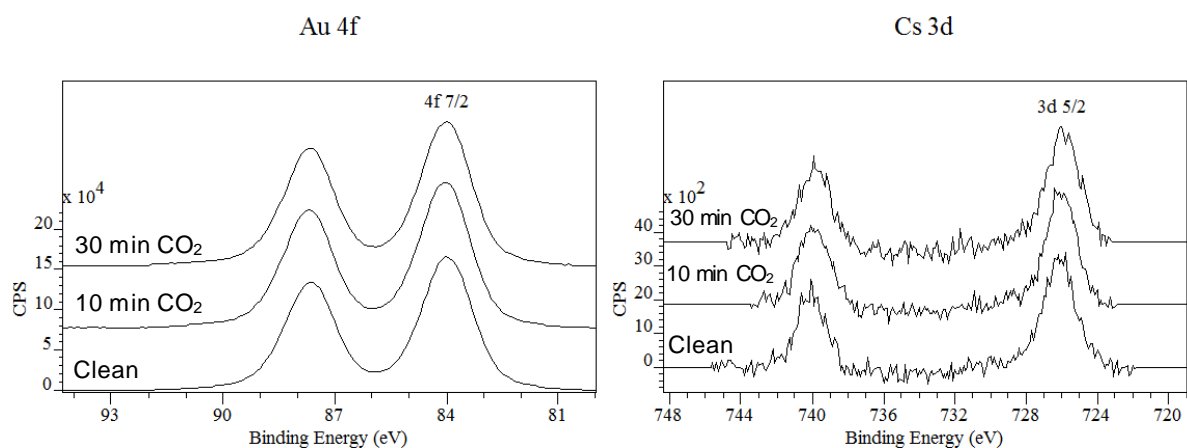 Au 4f
Cs 3d
4f 7/2
x 10^4
20
30 min CO₂
15
10 min CO₂
10
CPS
5
Clean
0
93
90
87
84
81
Binding Energy (eV)
3d 5/2
x 10^2
30 min CO₂
40
30
10 min CO₂
20
CPS
10
Clean
0
748
744
740
736
732
728
724
720
Binding Energy (eV)